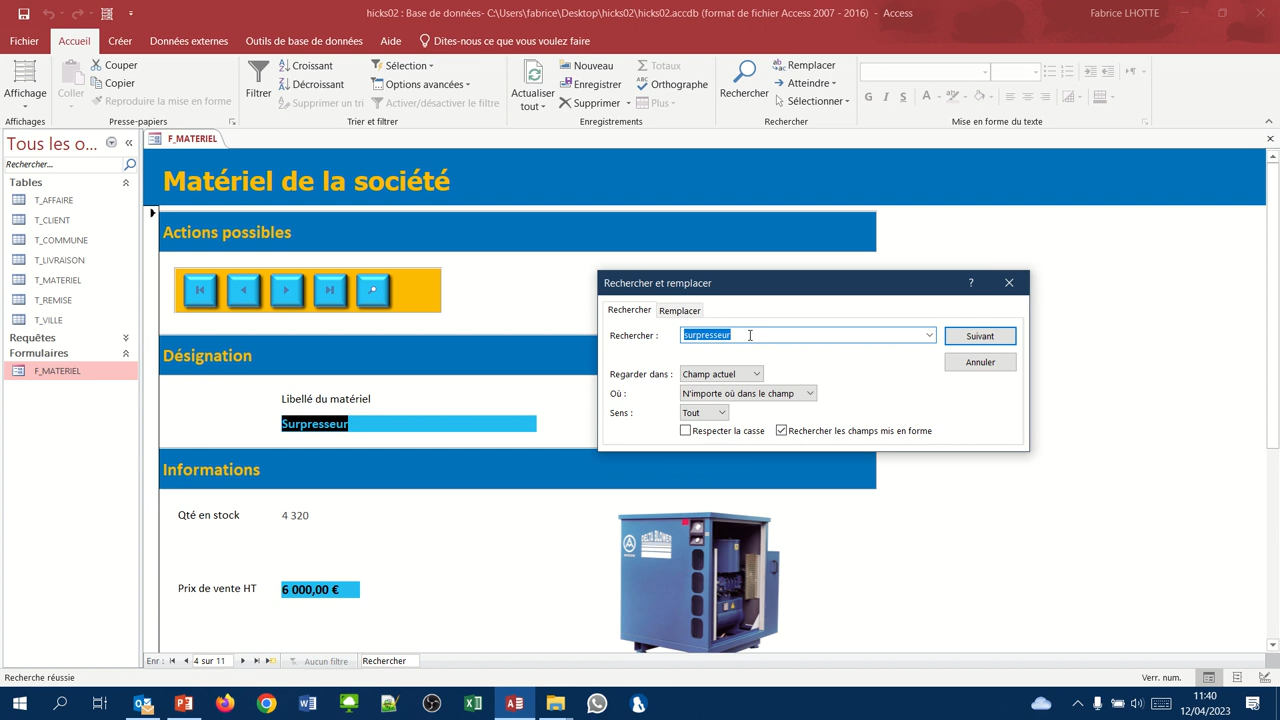 hicks02 : Base de données- C:\Users\fabrice\Desktop\hicks02\hicks02.accdb (format de fichier Access 2007 - 2016) - Access
Fabrice LHOTTE
Fichier Accueil Créer Données externes Outils de base de données Aide Dites-nous ce que vous voulez faire
Affichage
Coller
Couper
Copier
Reproduire la mise en forme
Filtrer
Croissant
Décroissant
Supprimer un tri
Sélection
Options avancées
Activer/désactiver le filtre
Actualiser
tout
Nouveau
Enregistrer
Supprimer
Totaux
Orthographe
Plus
Rechercher
Remplacer
Atteindre
Sélectionner
G I S
Affichages Presse-papiers Trier et filtrer Enregistrements Rechercher Mise en forme du texte
Tous les o...
Rechercher...
Tables
T_AFFAIRE
T_CLIENT
T_COMMUNE
T_LIVRAISON
T_MATERIEL
T_REMISE
T_VILLE
Requêtes
Formulaires
F_MATERIEL
F_MATERIEL
Matériel de la société
Actions possibles
Désignation
Libellé du matériel
Surpresseur
Informations
Qté en stock 4 320
Prix de vente HT 6 000,00 €
DELTA BLOWER
Rechercher et remplacer
?
Rechercher Remplacer
Rechercher : surpresseur Suivant
Annuler
Regarder dans : Champ actuel
Où : N'importe où dans le champ
Sens : Tout
Respecter la casse Rechercher les champs mis en forme
Enr : 4 sur 11 Aucun filtre Rechercher
Recherche réussie Verr. num.
11:40
12/04/2023